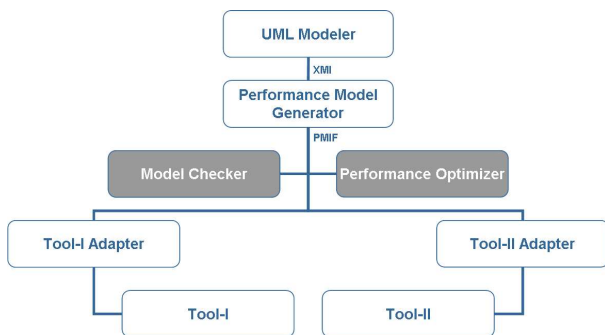 UML Modeler
XMI
Performance Model
Generator
PMIF
Model Checker
Performance Optimizer
Tool-I Adapter
Tool-II Adapter
Tool-I
Tool-II